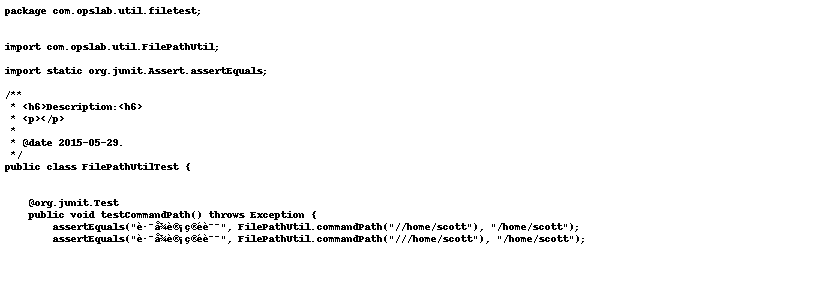 package com.opslab.util.filetest;
import com.opslab.util.FilePathUtil;
import static org.junit.Assert.assertEquals;
/**
* <h6>Description:<h6>
* <p></p>
*
* @date 2015-05-29.
*/
public class FilePathUtilTest {
@org.junit.Test
public void testCommandPath() throws Exception {
assertEquals("è·¯å¾è®¡ç®éè¯¯", FilePathUtil.commandPath("//home/scott"), "/home/scott");
assertEquals("è·¯å¾è®¡ç®éè¯¯", FilePathUtil.commandPath("///home/scott"), "/home/scott");